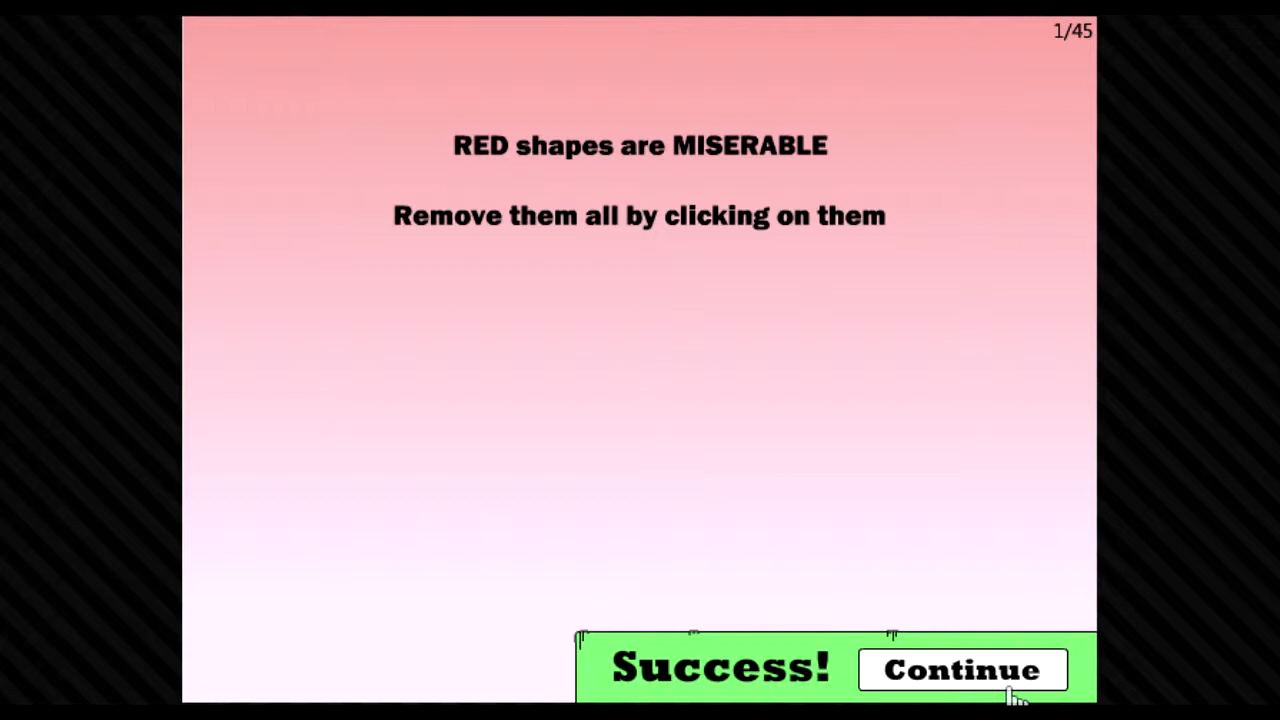 1/45
RED shapes are MISERABLE
Remove them all by clicking on them
Success!
Continue